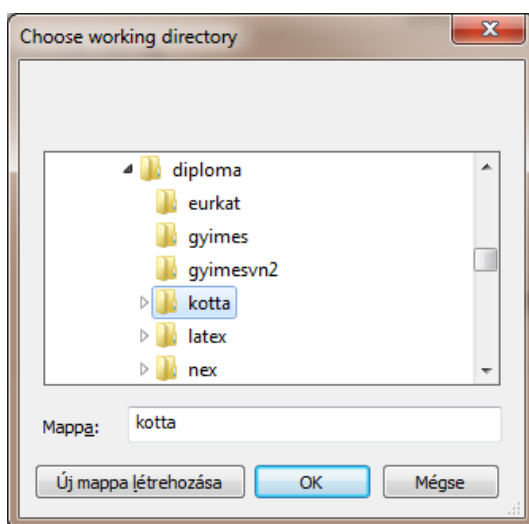 Choose working directory
diploma
eurkat
gyimes
gyimesvn2
kotta
latex
nex
Mappa: kotta
Új mappa létrehozása OK Mégse